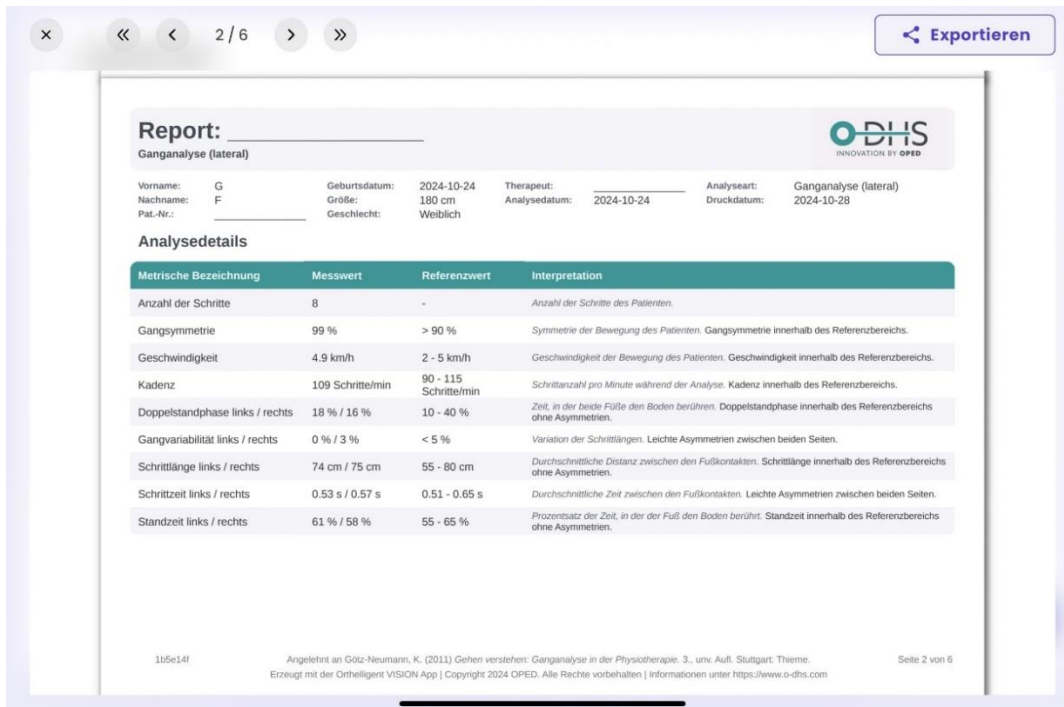 × « < 2 / 6 > » Exportieren
Report: ____________________
Ganganalyse (lateral)
O-DHS
INNOVATION BY OPED
Vorname: G Geburtsdatum: 2024-10-24 Therapeut: ____________ Analyseart: Ganganalyse (lateral)
Nachname: F Größe: 180 cm Analysedatum: 2024-10-24 Druckdatum: 2024-10-28
Pat.-Nr.: ____________ Geschlecht: Weiblich
Analysedetails
Metrische Bezeichnung Messwert Referenzwert Interpretation
Anzahl der Schritte 8 - Anzahl der Schritte des Patienten.
Gangsymmetrie 99 % > 90 % Symmetrie der Bewegung des Patienten. Gangsymmetrie innerhalb des Referenzbereichs.
Geschwindigkeit 4.9 km/h 2 - 5 km/h Geschwindigkeit der Bewegung des Patienten. Geschwindigkeit innerhalb des Referenzbereichs.
Kadenz 109 Schritte/min 90 - 115 Schritte/min Schrittanzahl pro Minute während der Analyse. Kadenz innerhalb des Referenzbereichs.
Doppelstandphase links / rechts 18 % / 16 % 10 - 40 % Zeit, in der beide Füße den Boden berühren. Doppelstandphase innerhalb des Referenzbereichs
ohne Asymmetrien.
Gangvariabilität links / rechts 0 % / 3 % < 5 % Variation der Schrittlängen. Leichte Asymmetrien zwischen beiden Seiten.
Schrittlänge links / rechts 74 cm / 75 cm 55 - 80 cm Durchschnittliche Distanz zwischen den Fußkontakten. Schrittlänge innerhalb des Referenzbereichs
ohne Asymmetrien.
Schrittzeit links / rechts 0.53 s / 0.57 s 0.51 - 0.65 s Durchschnittliche Zeit zwischen den Fußkontakten. Leichte Asymmetrien zwischen beiden Seiten.
Standzeit links / rechts 61 % / 58 % 55 - 65 % Prozentsatz der Zeit, in der der Fuß den Boden berührt. Standzeit innerhalb des Referenzbereichs
ohne Asymmetrien.
1b5e14f Angelehnt an Götz-Neumann, K. (2011) Gehen verstehen: Ganganalyse in der Physiotherapie. 3., unv. Aufl. Stuttgart: Thieme. Seite 2 von 6
Erzeugt mit der Orthelligent VISION App | Copyright 2024 OPED. Alle Rechte vorbehalten | Informationen unter https://www.o-dhs.com